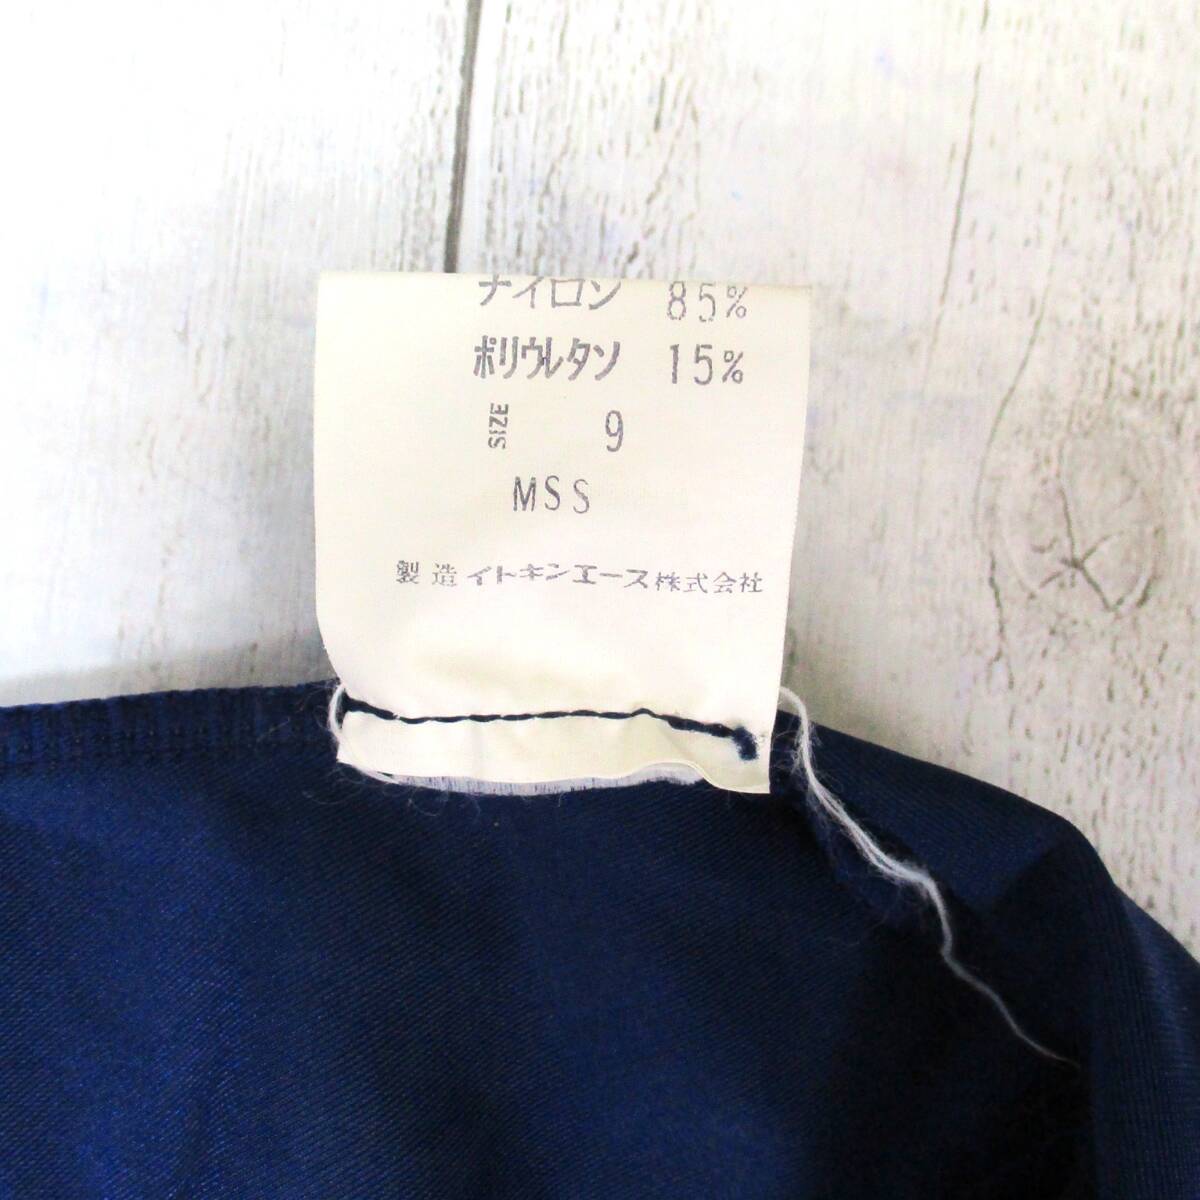 ナイロン 85%
ポリウレタン 15%
SIZE 9
MSS
製造 イトキンエース株式会社